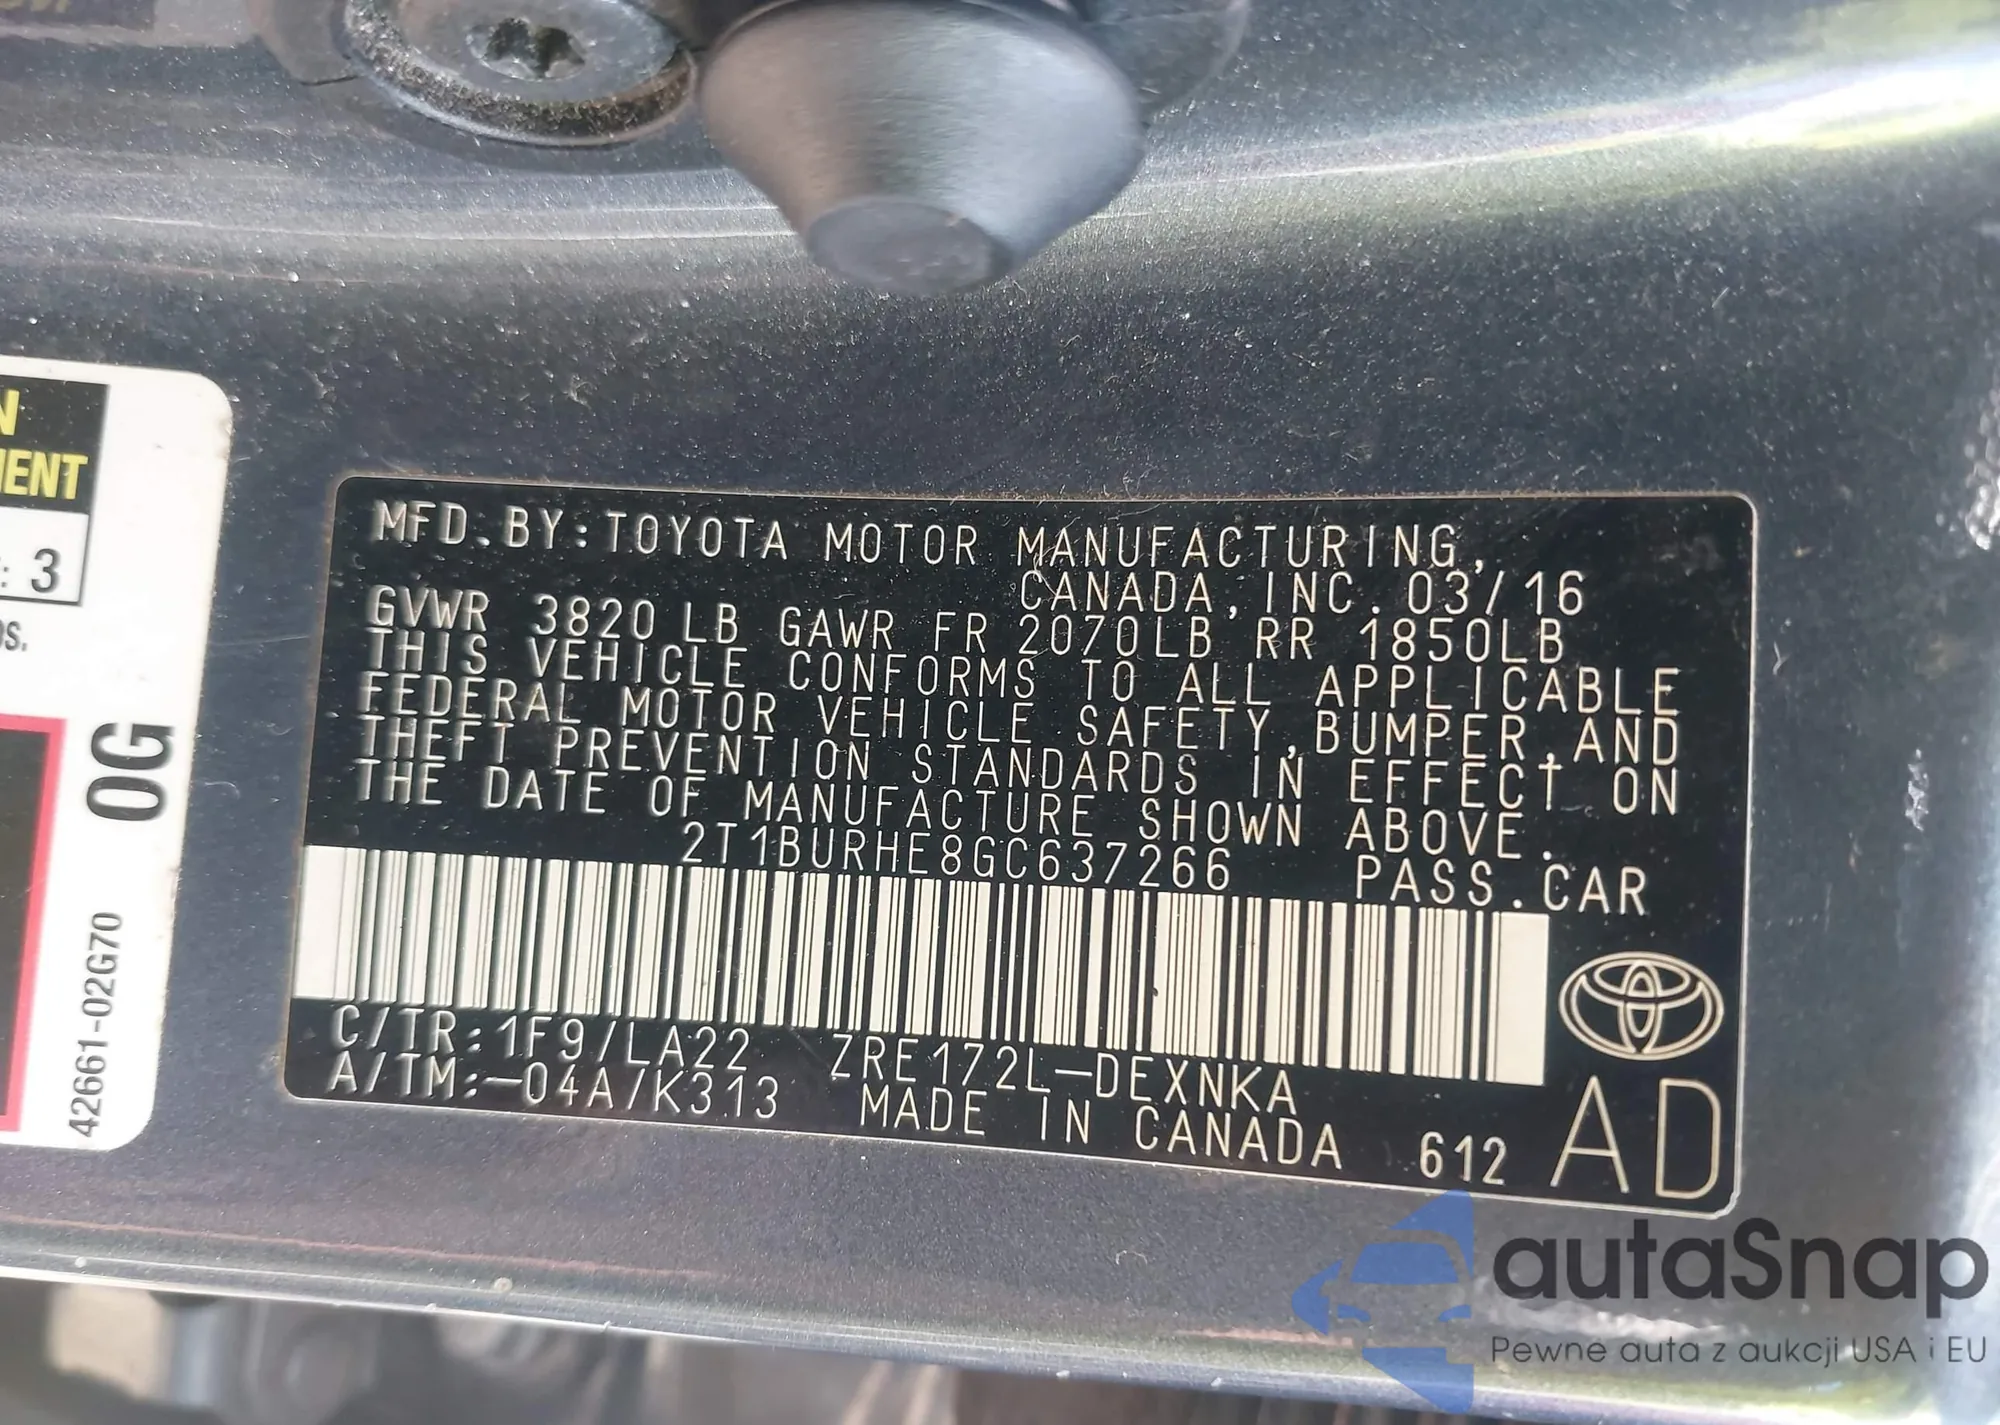 N
MENT
: 3
OS.
0G
42661-02G70
MFD.BY:TOYOTA MOTOR MANUFACTURING,
CANADA,INC. 03/16
GVWR 3820 LB GAWR FR 2070LB RR 1850LB
THIS VEHICLE CONFORMS TO ALL APPLICABLE
FEDERAL MOTOR VEHICLE SAFETY,BUMPER,AND
THEFT PREVENTION STANDARDS IN EFFECT ON
THE DATE OF MANUFACTURE SHOWN ABOVE.
2T1BURHE8GC637266 PASS.CAR
C/TR:1F9/LA22 ZRE172L-DEXNKA
A/TM:-04A/K313 MADE IN CANADA 612 AD
autaSnap
Pewne auta z aukcji USA i EU